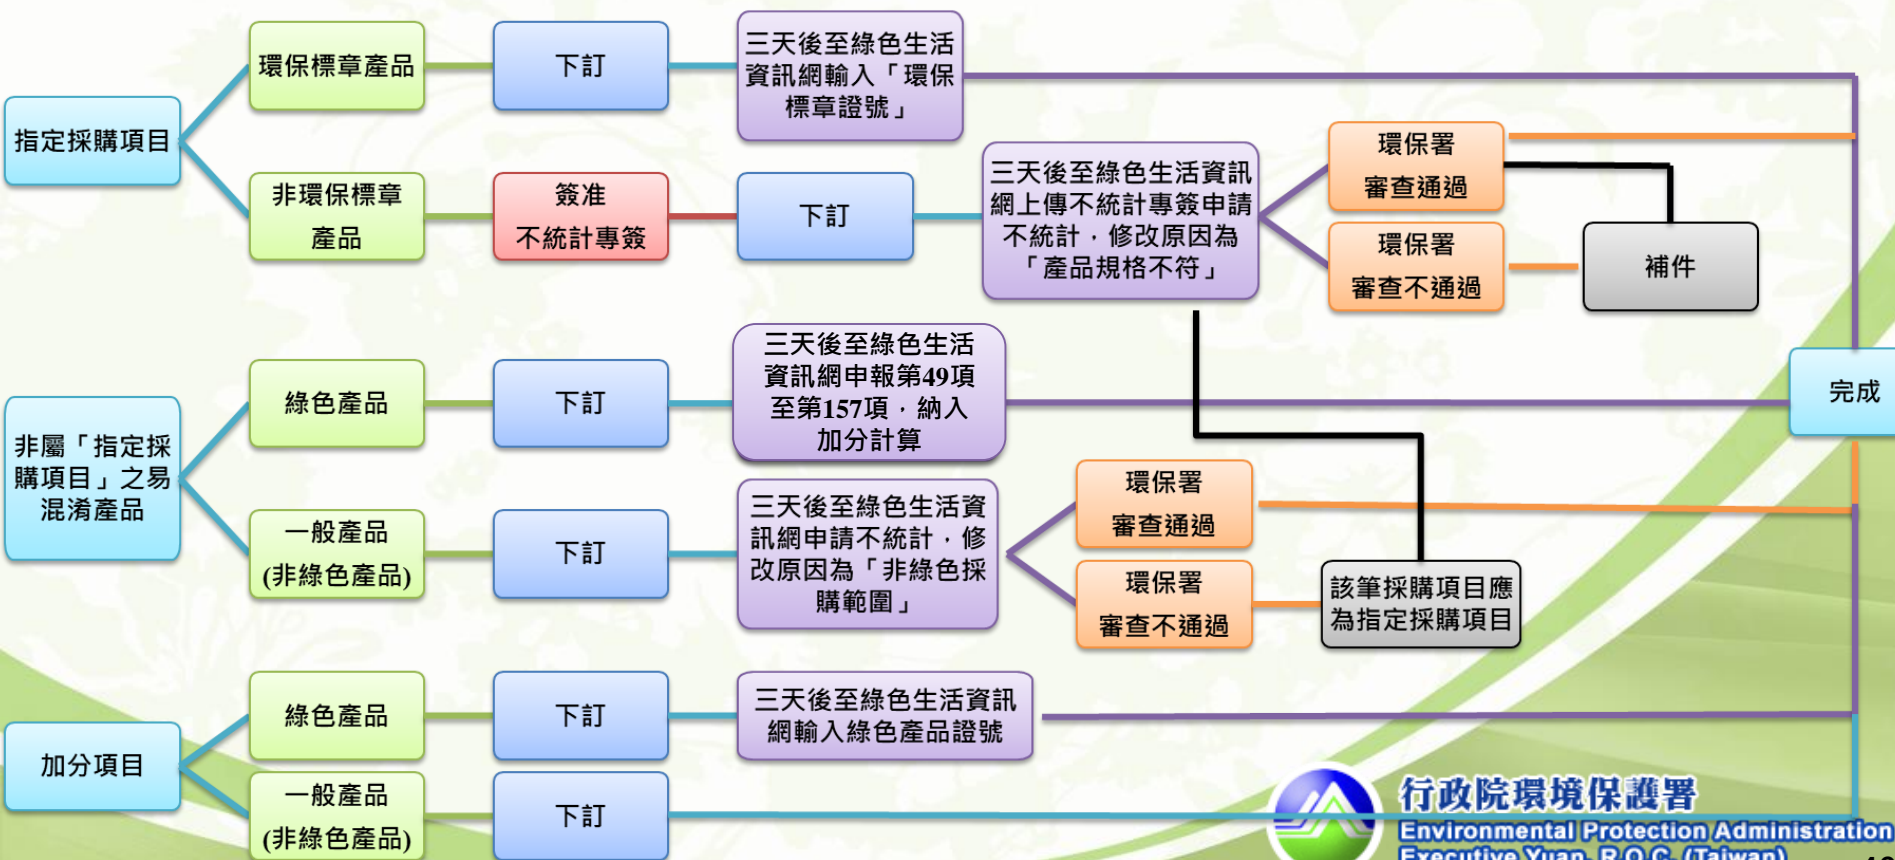 指定採購項目
環保標章產品
下訂
三天後至綠色生活
資訊網輸入「環保
標章證號」
非環保標章
產品
簽准
不統計專簽
下訂
三天後至綠色生活資訊
網上傳不統計專簽申請
不統計，修改原因為
「產品規格不符」
環保署
審查通過
環保署
審查不通過
補件
非屬「指定採
購項目」之易
混淆產品
綠色產品
下訂
三天後至綠色生活
資訊網申報第49項
至第157項，納入
加分計算
完成
一般產品
(非綠色產品)
下訂
三天後至綠色生活資
訊網申請不統計，修
改原因為「非綠色採
購範圍」
環保署
審查通過
環保署
審查不通過
該筆採購項目應
為指定採購項目
加分項目
綠色產品
下訂
三天後至綠色生活資訊
網輸入綠色產品證號
一般產品
(非綠色產品)
下訂
行政院環境保護署
Environmental Protection Administration
Executive Yuan, R.O.C. (Taiwan)